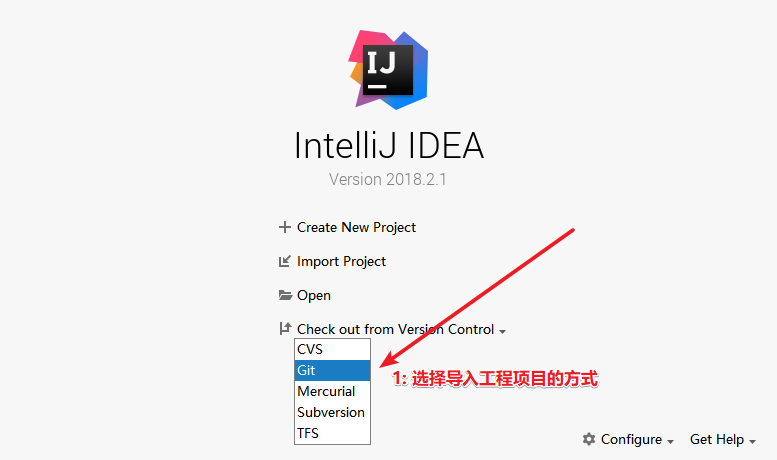 IJ
IntelliJ IDEA
Version 2018.2.1
Create New Project
Import Project
Open
Check out from Version Control
CVS
Git
1: 选择导入工程项目的方式
Mercurial
Subversion
TFS
Configure Get Help